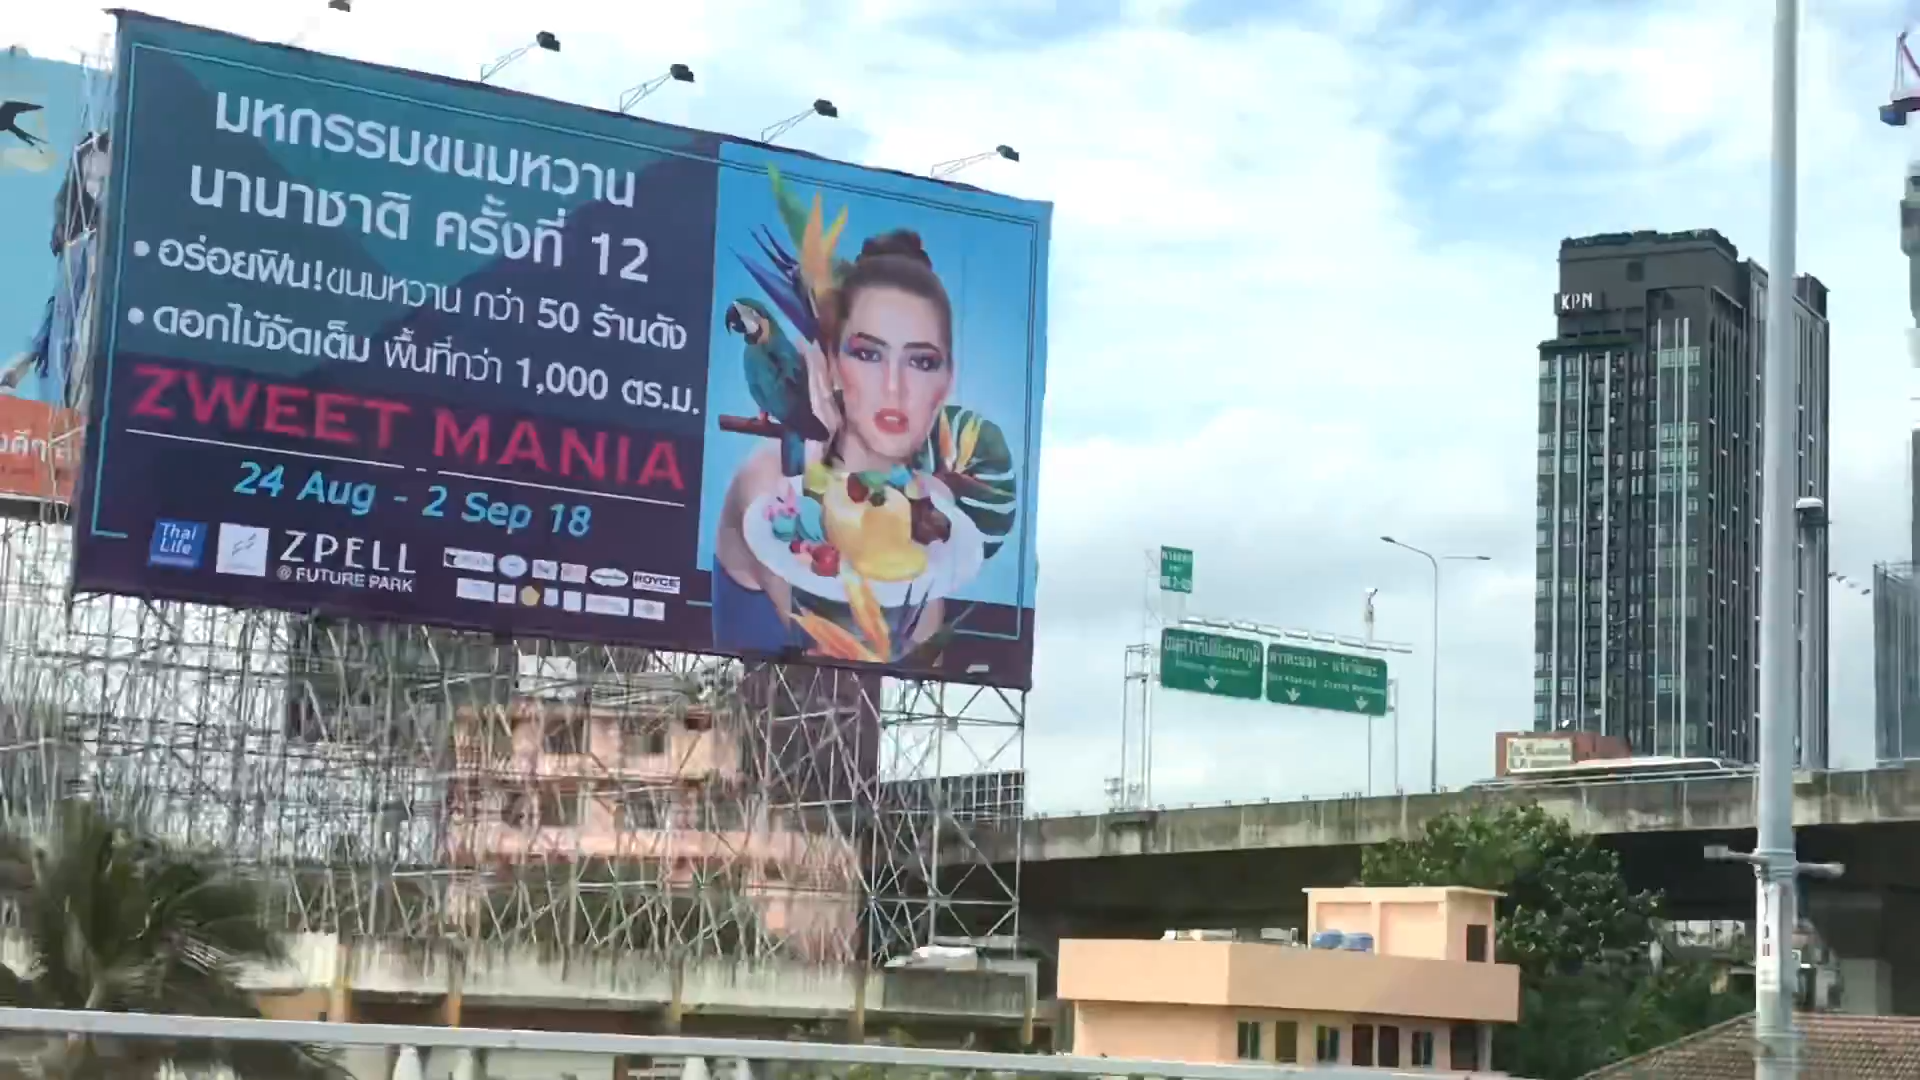 มหกรรมขนมหวาน
นานาชาติ ครั้งที่ 12
• อร่อยฟิน! ขนมหวาน กว่า 50 ร้านดัง
• ดอกไม้จัดเต็ม พื้นที่กว่า 1,000 ตร.ม.
ZWEET MANIA
24 Aug - 2 Sep 18
Thai Life
ZPELL
@ FUTURE PARK
ROYCE'
KPN